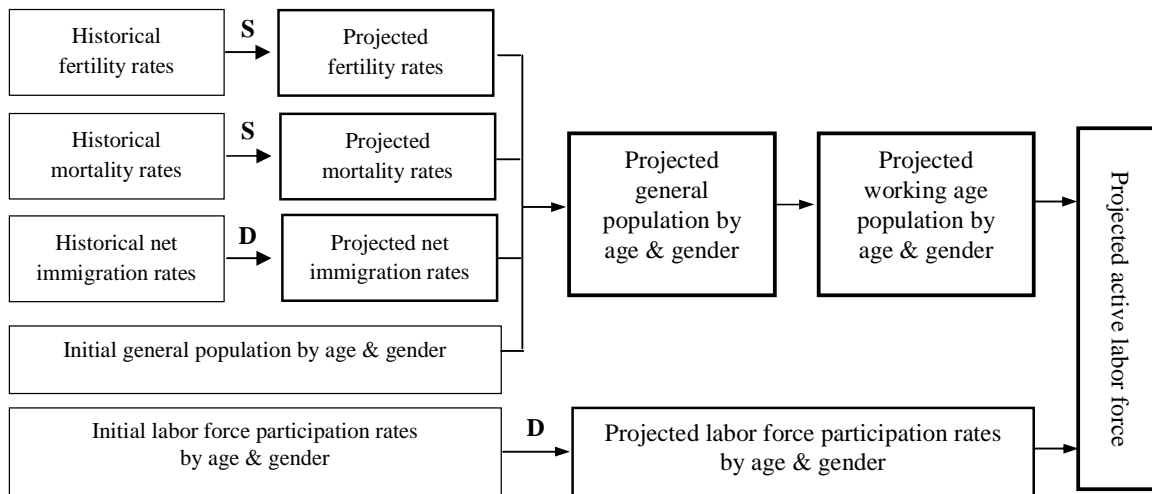 Historical
fertility rates
S
Projected
fertility rates
Historical
mortality rates
S
Projected
mortality rates
Historical net
immigration rates
D
Projected net
immigration rates
Initial general population by age & gender
Projected
general
population by
age & gender
Projected
working age
population by
age & gender
Initial labor force participation rates
by age & gender
D
Projected labor force participation rates
by age & gender
Projected active labor force